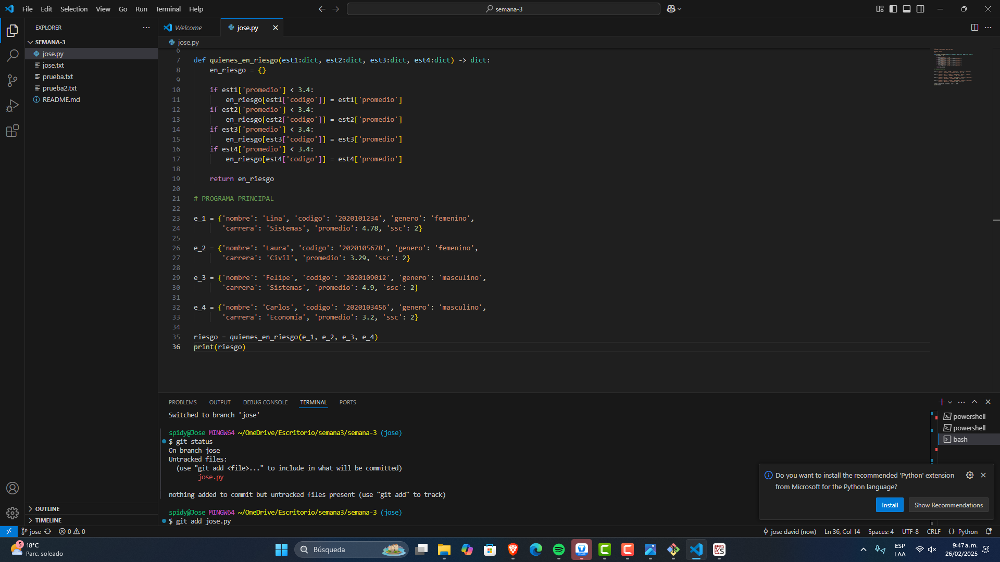 File Edit Selection View Go Run Terminal Help
semana-3
EXPLORER
SEMANA-3
jose.py
jose.txt
prueba.txt
prueba2.txt
README.md
OUTLINE
TIMELINE
Welcome
jose.py
jose.py
6
7 def quienes_en_riesgo(est1:dict, est2:dict, est3:dict, est4:dict) -> dict:
8 en_riesgo = {}
9
10 if est1['promedio'] < 3.4:
11 en_riesgo[est1['codigo']] = est1['promedio']
12 if est2['promedio'] < 3.4:
13 en_riesgo[est2['codigo']] = est2['promedio']
14 if est3['promedio'] < 3.4:
15 en_riesgo[est3['codigo']] = est3['promedio']
16 if est4['promedio'] < 3.4:
17 en_riesgo[est4['codigo']] = est4['promedio']
18
19 return en_riesgo
20
21 # PROGRAMA PRINCIPAL
22
23 e_1 = {'nombre': 'Lina', 'codigo': '2020101234', 'genero': 'femenino',
24 'carrera': 'Sistemas', 'promedio': 4.78, 'ssc': 2}
25
26 e_2 = {'nombre': 'Laura', 'codigo': '2020105678', 'genero': 'femenino',
27 'carrera': 'Civil', 'promedio': 3.29, 'ssc': 2}
28
29 e_3 = {'nombre': 'Felipe', 'codigo': '2020109012', 'genero': 'masculino',
30 'carrera': 'Sistemas', 'promedio': 4.9, 'ssc': 2}
31
32 e_4 = {'nombre': 'Carlos', 'codigo': '2020103456', 'genero': 'masculino',
33 'carrera': 'Economía', 'promedio': 3.2, 'ssc': 2}
34
35 riesgo = quienes_en_riesgo(e_1, e_2, e_3, e_4)
36 print(riesgo)
PROBLEMS OUTPUT DEBUG CONSOLE TERMINAL PORTS
Switched to branch 'jose'
spidy@Jose MINGW64 ~/OneDrive/Escritorio/semana3/semana-3 (jose)
$ git status
On branch jose
Untracked files:
(use "git add <file>..." to include in what will be committed)
jose.py
nothing added to commit but untracked files present (use "git add" to track)
spidy@Jose MINGW64 ~/OneDrive/Escritorio/semana3/semana-3 (jose)
$ git add jose.py
powershell
powershell
bash
Do you want to install the recommended 'Python' extension
from Microsoft for the Python language?
Install Show Recommendations
jose 0 0 jose david (now) Ln 36, Col 14 Spaces: 4 UTF-8 CRLF {} Python
5
18°C
Parc. soleado
Búsqueda
ESP
LAA
9:47 a. m.
26/02/2025